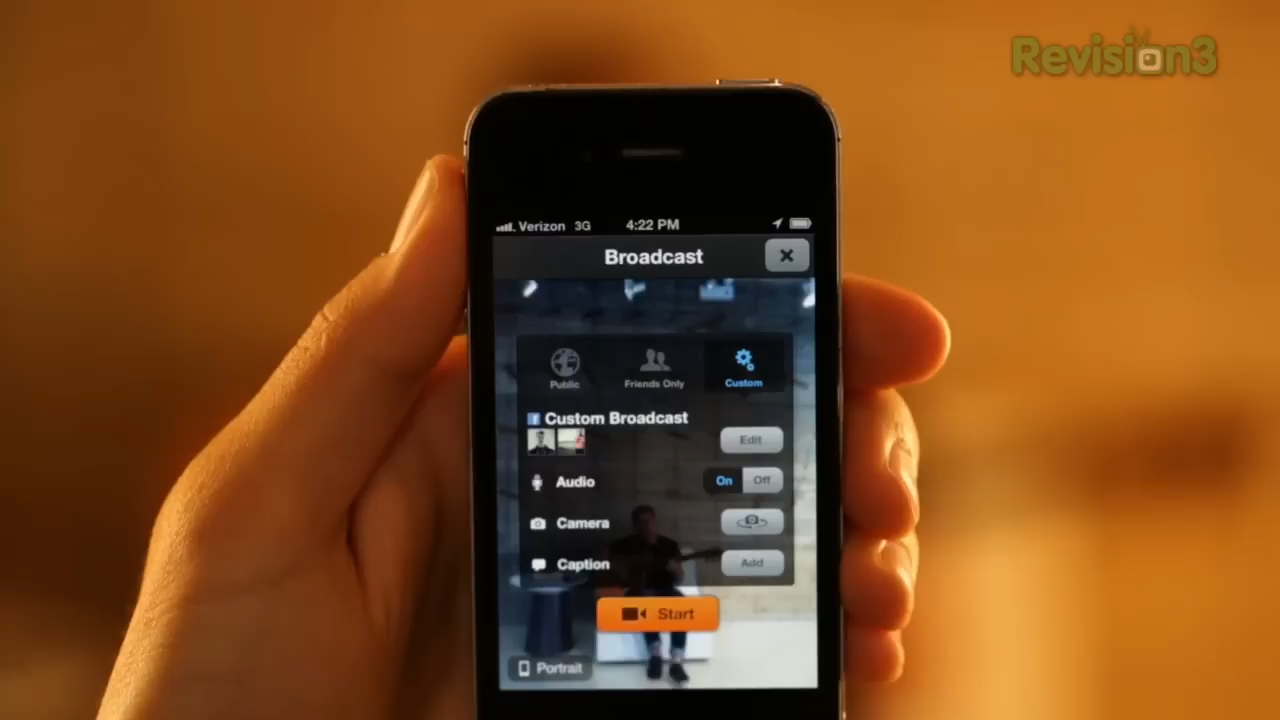 Revision3
Verizon 3G 4:22 PM
Broadcast
Public Friends Only Custom
f Custom Broadcast
Edit
Audio On Off
Camera
Caption Add
Start
Portrait